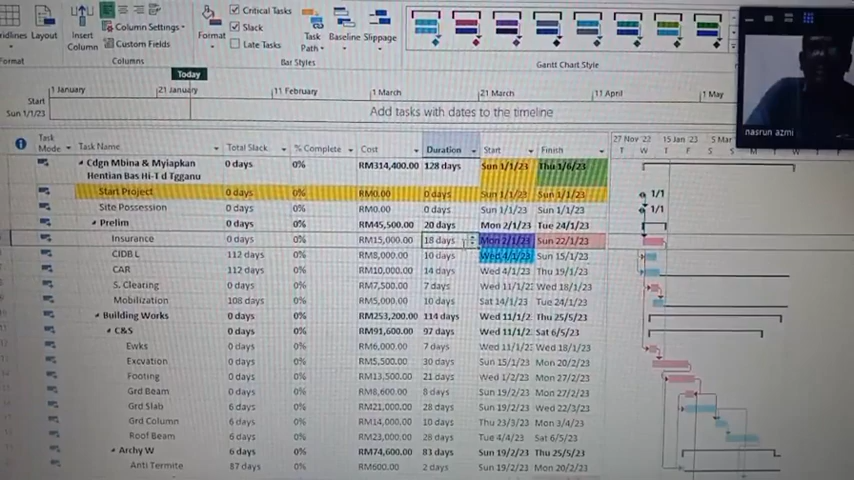 Gridlines
Layout
Insert Column
Column Settings
Custom Fields
Format
Critical Tasks
Slack
Late Tasks
Task Path
Baseline
Slippage
Format
Columns
Bar Styles
Gantt Chart Style
Today
1 January 21 January 11 February 1 March 21 March 11 April 1 May
Start
Sun 1/1/23
Add tasks with dates to the timeline
nasrun azmi
Task Mode Task Name Total Slack % Complete Cost Duration Start Finish 27 Nov '22 15 Jan '23 5 Mar
T W T F S S M
Cdgn Mbina & Myiapkan Hentian Bas Hi-T d Tgganu 0 days 0% RM314,400.00 128 days Sun 1/1/23 Thu 1/6/23
Start Project 0 days 0% RM0.00 0 days Sun 1/1/23 Sun 1/1/23 1/1
Site Possession 0 days 0% RM0.00 0 days Sun 1/1/23 Sun 1/1/23 1/1
Prelim 0 days 0% RM45,500.00 20 days Mon 2/1/23 Tue 24/1/23
Insurance 0 days 0% RM15,000.00 18 days Mon 2/1/23 Sun 22/1/23
CIDB L 112 days 0% RM8,000.00 10 days Wed 4/1/23 Sun 15/1/23
CAR 112 days 0% RM10,000.00 14 days Wed 4/1/23 Thu 19/1/23
S. Clearing 0 days 0% RM7,500.00 7 days Wed 11/1/2 Wed 18/1/23
Mobilization 108 days 0% RM5,000.00 10 days Sat 14/1/23 Tue 24/1/23
Building Works 0 days 0% RM253,200.00 114 days Wed 11/1/2 Thu 25/5/23
C&S 0 days 0% RM91,600.00 97 days Wed 11/1/2 Sat 6/5/23
Ewks 0 days 0% RM6,000.00 7 days Wed 11/1/2 Wed 18/1/23
Excvation 0 days 0% RM5,500.00 30 days Sun 15/1/23 Mon 20/2/23
Footing 0 days 0% RM13,500.00 21 days Wed 1/2/23 Mon 27/2/23
Grd Beam 0 days 0% RM8,600.00 8 days Sun 19/2/23 Mon 27/2/23
Grd Slab 6 days 0% RM21,000.00 28 days Sun 19/2/23 Wed 22/3/23
Grd Column 6 days 0% RM14,000.00 10 days Thu 23/3/23 Mon 3/4/23
Roof Beam 6 days 0% RM23,000.00 28 days Tue 4/4/23 Sat 6/5/23
Archy W 0 days 0% RM74,600.00 83 days Sun 19/2/23 Thu 25/5/23
Anti Termite 87 days 0% RM600.00 2 days Sun 19/2/23 Mon 20/2/23